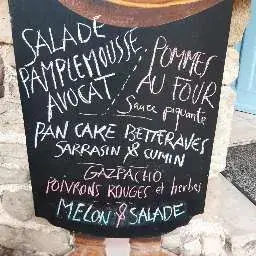 SALADE
PAMPLEMOUSSE
AVOCAT
POMMES
AU FOUR
Sauce piquante
PAN CAKE BETTERAVES
SARRASIN & CUMIN
GAZPACHO
POIVRONS ROUGES et herbes
MELON & SALADE